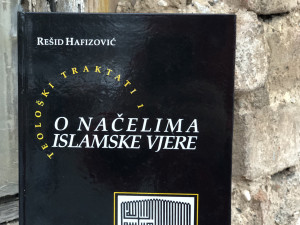 REŠID HAFIZOVIĆ
TEOLOŠKI TRAKTATI I
O NAČELIMA
ISLAMSKE VJERE